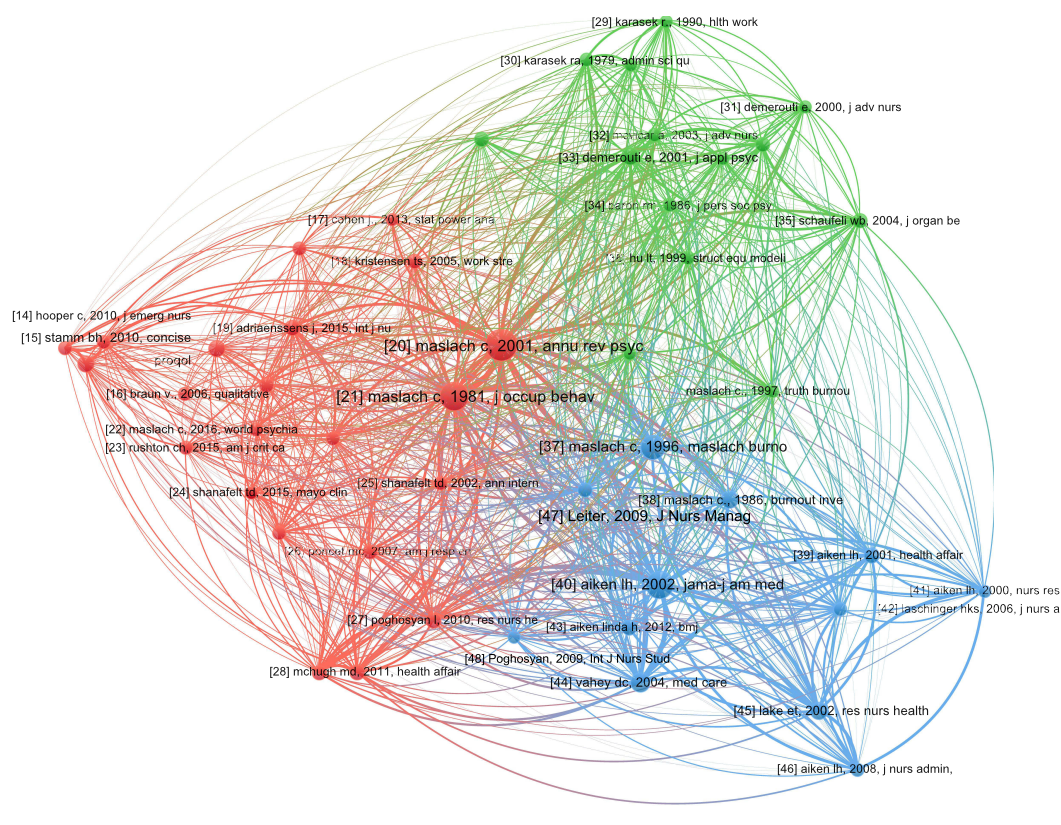 [29] karasek r., 1990, hlth work
[30] karasek ra, 1979, admin sci qu
[31] demerouti e, 2000, j adv nurs
[32] mcvicar a, 2003, j adv nurs
[33] demerouti e, 2001, j appl psyc
[34] baron rm, 1986, j pers soc psy
[17] cohen j., 2013, stat power ana
[35] schaufeli wb, 2004, j organ be
[18] kristensen ts, 2005, work stre
hu lt, 1999, struct equ modeli
[14] hooper c, 2010, j emerg nurs
[19] adriaenssens j, 2015, int j nu
[15] stamm bh, 2010, concise
proqol
[20] maslach c, 2001, annu rev psyc
[16] braun v., 2006, qualitative
[21] maslach c, 1981, j occup behav
maslach c., 1997, truth burnou
[22] maslach c, 2016, world psychia
[23] rushton ch, 2015, am j crit ca
[37] maslach c, 1996, maslach burno
[24] shanafelt td, 2015, mayo clin
[25] shanafelt td, 2002, ann intern
[38] maslach c., 1986, burnout inve
[47] Leiter, 2009, J Nurs Manag
[26] poncet mc, 2007, am j resp cr
[39] aiken lh, 2001, health affair
[40] aiken lh, 2002, jama-j am med
[41] aiken lh, 2000, nurs res
[42] laschinger hks, 2006, j nurs a
[27] poghosyan l, 2010, res nurs he
[43] aiken linda h, 2012, bmj
[48] Poghosyan, 2009, Int J Nurs Stud
[28] mchugh md, 2011, health affair
[44] vahey dc, 2004, med care
[45] lake et, 2002, res nurs health
[46] aiken lh, 2008, j nurs admin,